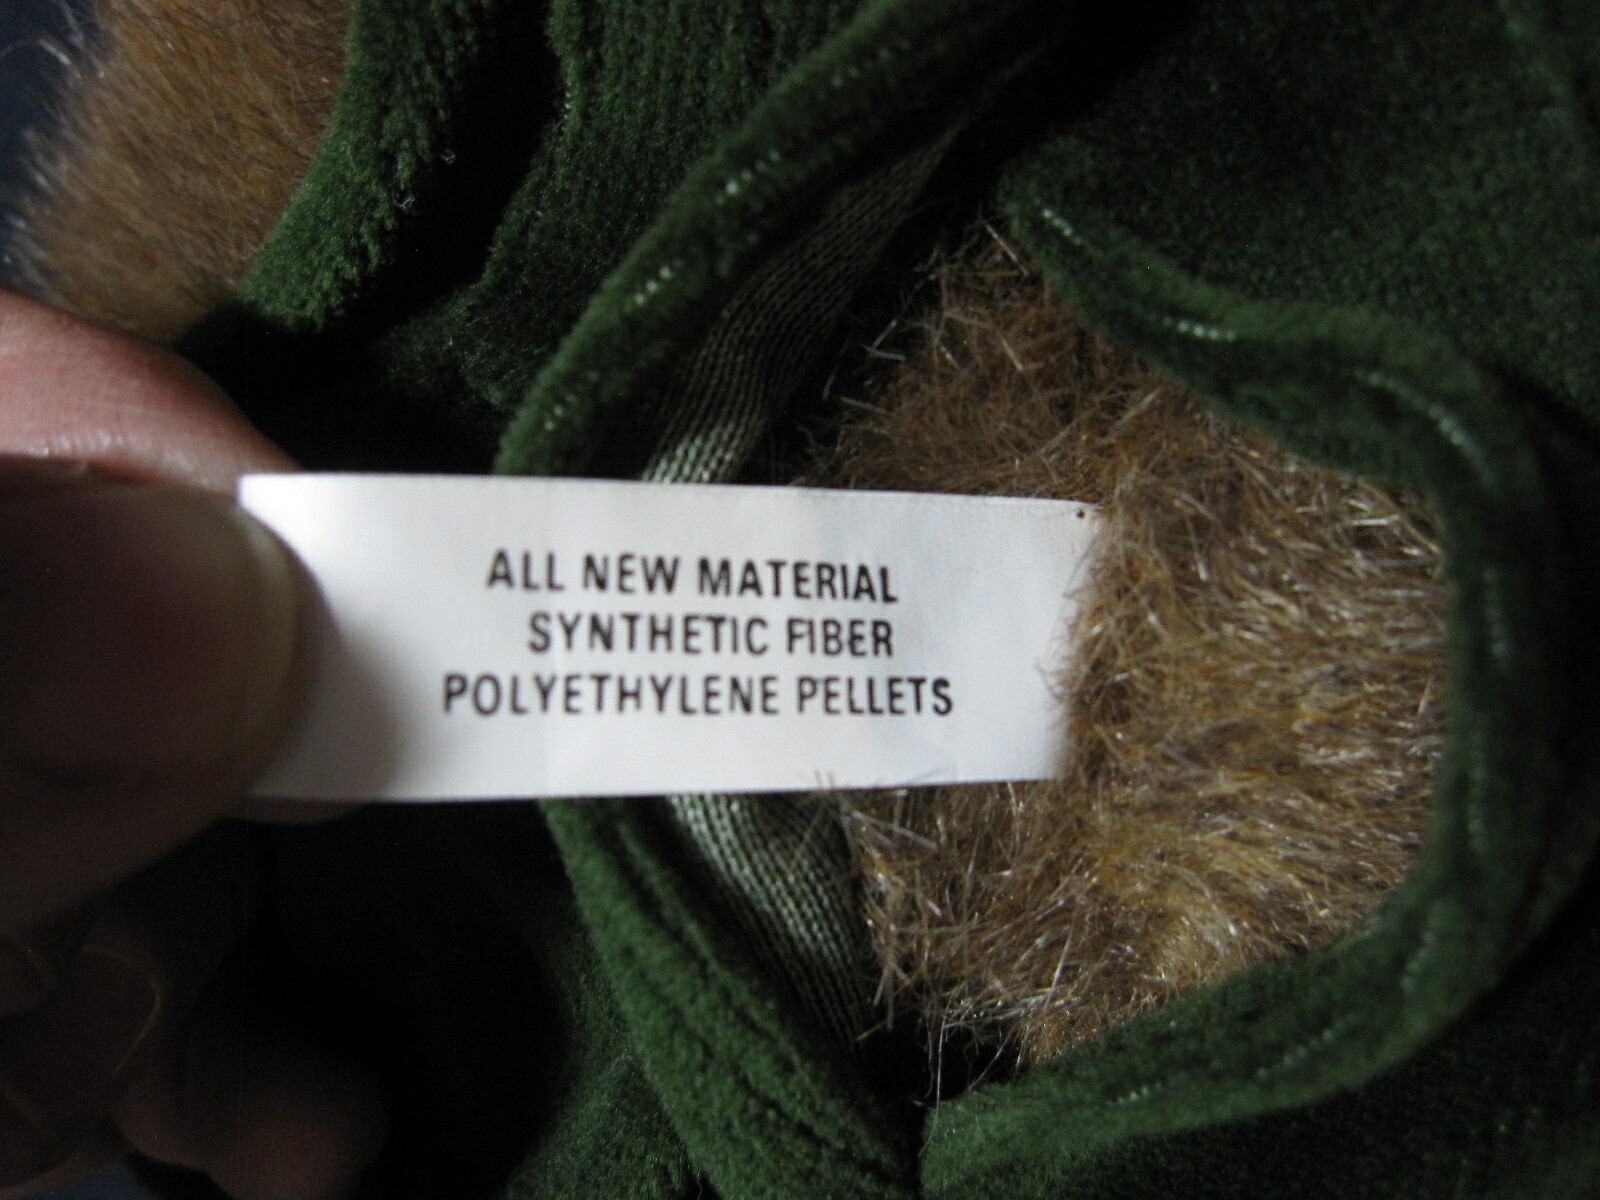 ALL NEW MATERIAL
SYNTHETIC FIBER
POLYETHYLENE PELLETS